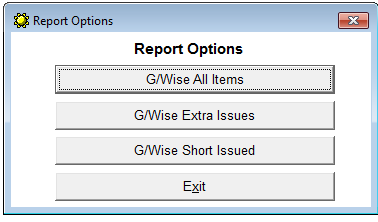 Report Options
Report Options
G/Wise All Items
G/Wise Extra Issues
G/Wise Short Issued
Exit